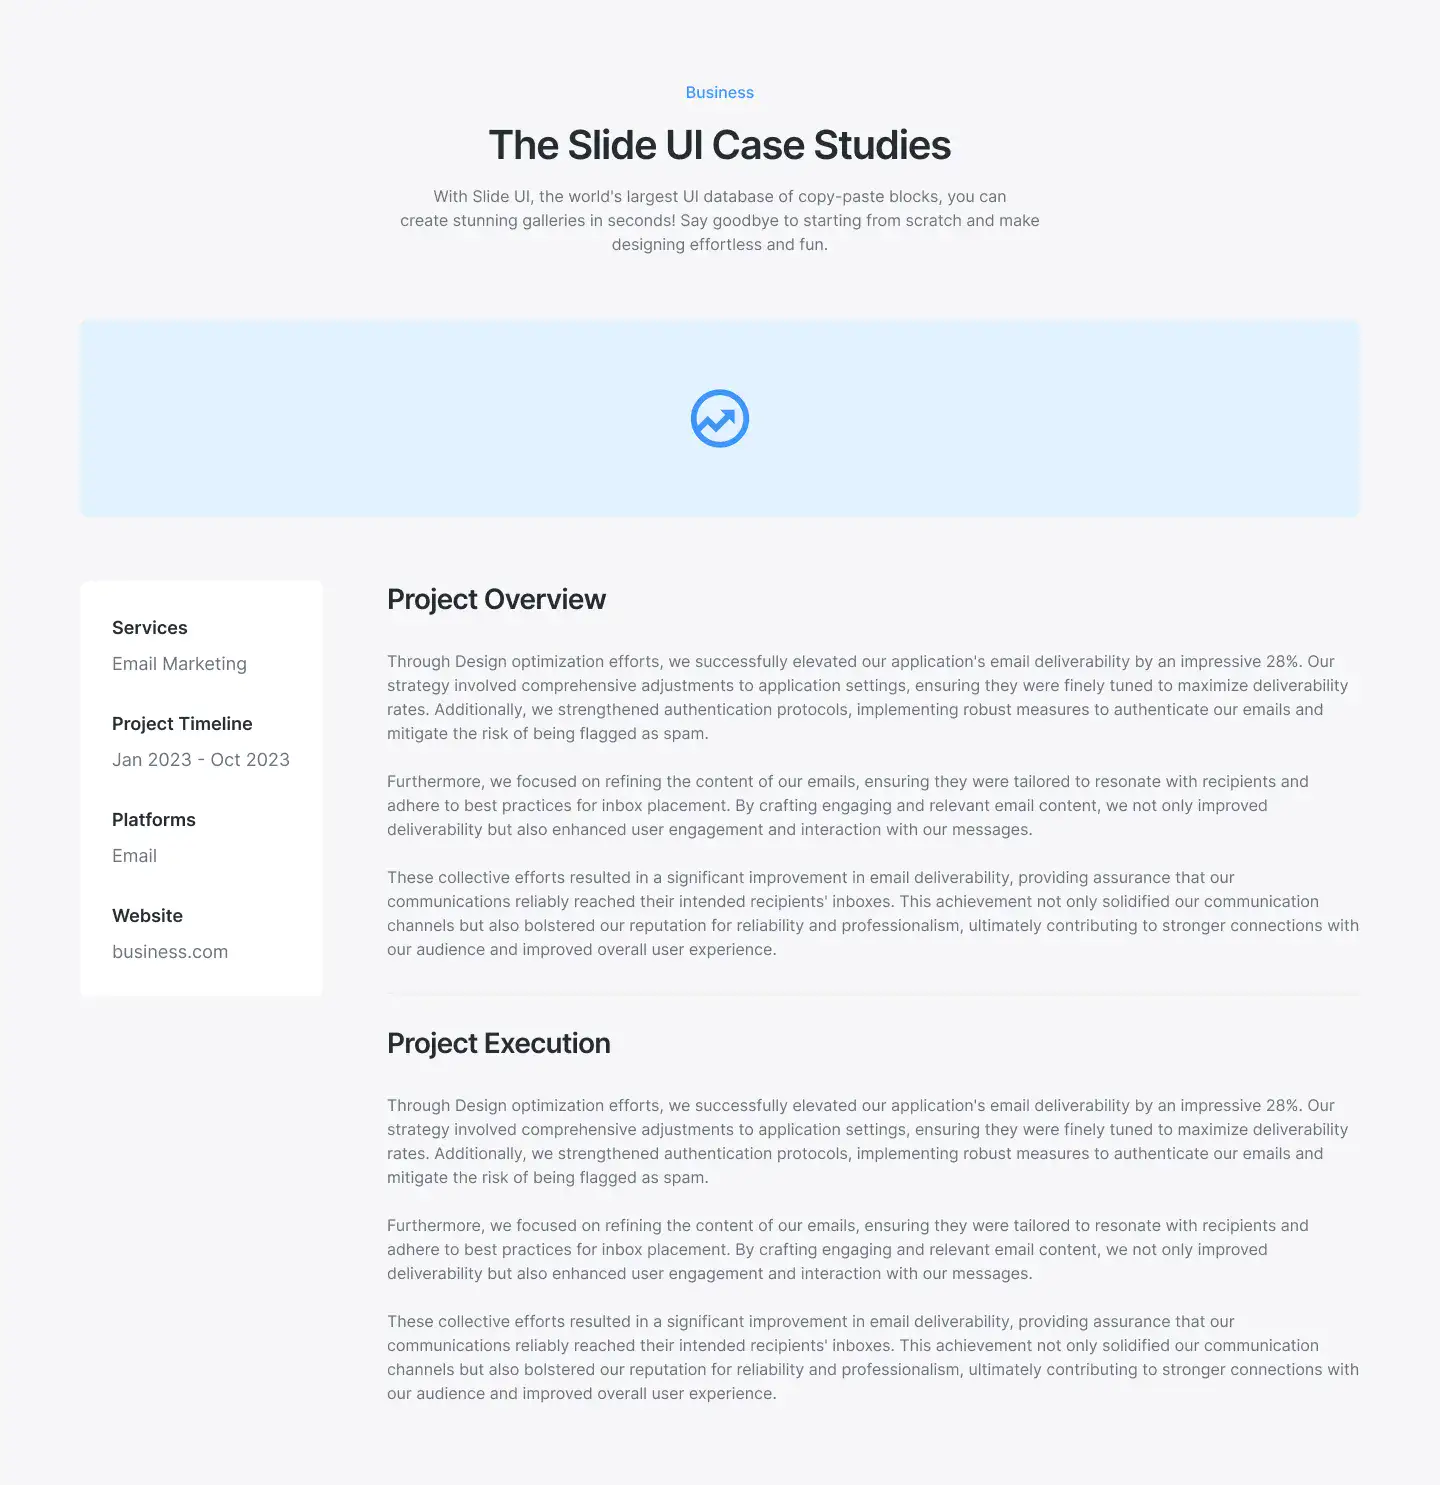 Business
The Slide UI Case Studies
With Slide UI, the world's largest UI database of copy-paste blocks, you can
create stunning galleries in seconds! Say goodbye to starting from scratch and make
designing effortless and fun.
Services
Email Marketing
Project Timeline
Jan 2023 - Oct 2023
Platforms
Email
Website
business.com
Project Overview
Through Design optimization efforts, we successfully elevated our application's email deliverability by an impressive 28%. Our
strategy involved comprehensive adjustments to application settings, ensuring they were finely tuned to maximize deliverability
rates. Additionally, we strengthened authentication protocols, implementing robust measures to authenticate our emails and
mitigate the risk of being flagged as spam.
Furthermore, we focused on refining the content of our emails, ensuring they were tailored to resonate with recipients and
adhere to best practices for inbox placement. By crafting engaging and relevant email content, we not only improved
deliverability but also enhanced user engagement and interaction with our messages.
These collective efforts resulted in a significant improvement in email deliverability, providing assurance that our
communications reliably reached their intended recipients' inboxes. This achievement not only solidified our communication
channels but also bolstered our reputation for reliability and professionalism, ultimately contributing to stronger connections with
our audience and improved overall user experience.
Project Execution
Through Design optimization efforts, we successfully elevated our application's email deliverability by an impressive 28%. Our
strategy involved comprehensive adjustments to application settings, ensuring they were finely tuned to maximize deliverability
rates. Additionally, we strengthened authentication protocols, implementing robust measures to authenticate our emails and
mitigate the risk of being flagged as spam.
Furthermore, we focused on refining the content of our emails, ensuring they were tailored to resonate with recipients and
adhere to best practices for inbox placement. By crafting engaging and relevant email content, we not only improved
deliverability but also enhanced user engagement and interaction with our messages.
These collective efforts resulted in a significant improvement in email deliverability, providing assurance that our
communications reliably reached their intended recipients' inboxes. This achievement not only solidified our communication
channels but also bolstered our reputation for reliability and professionalism, ultimately contributing to stronger connections with
our audience and improved overall user experience.